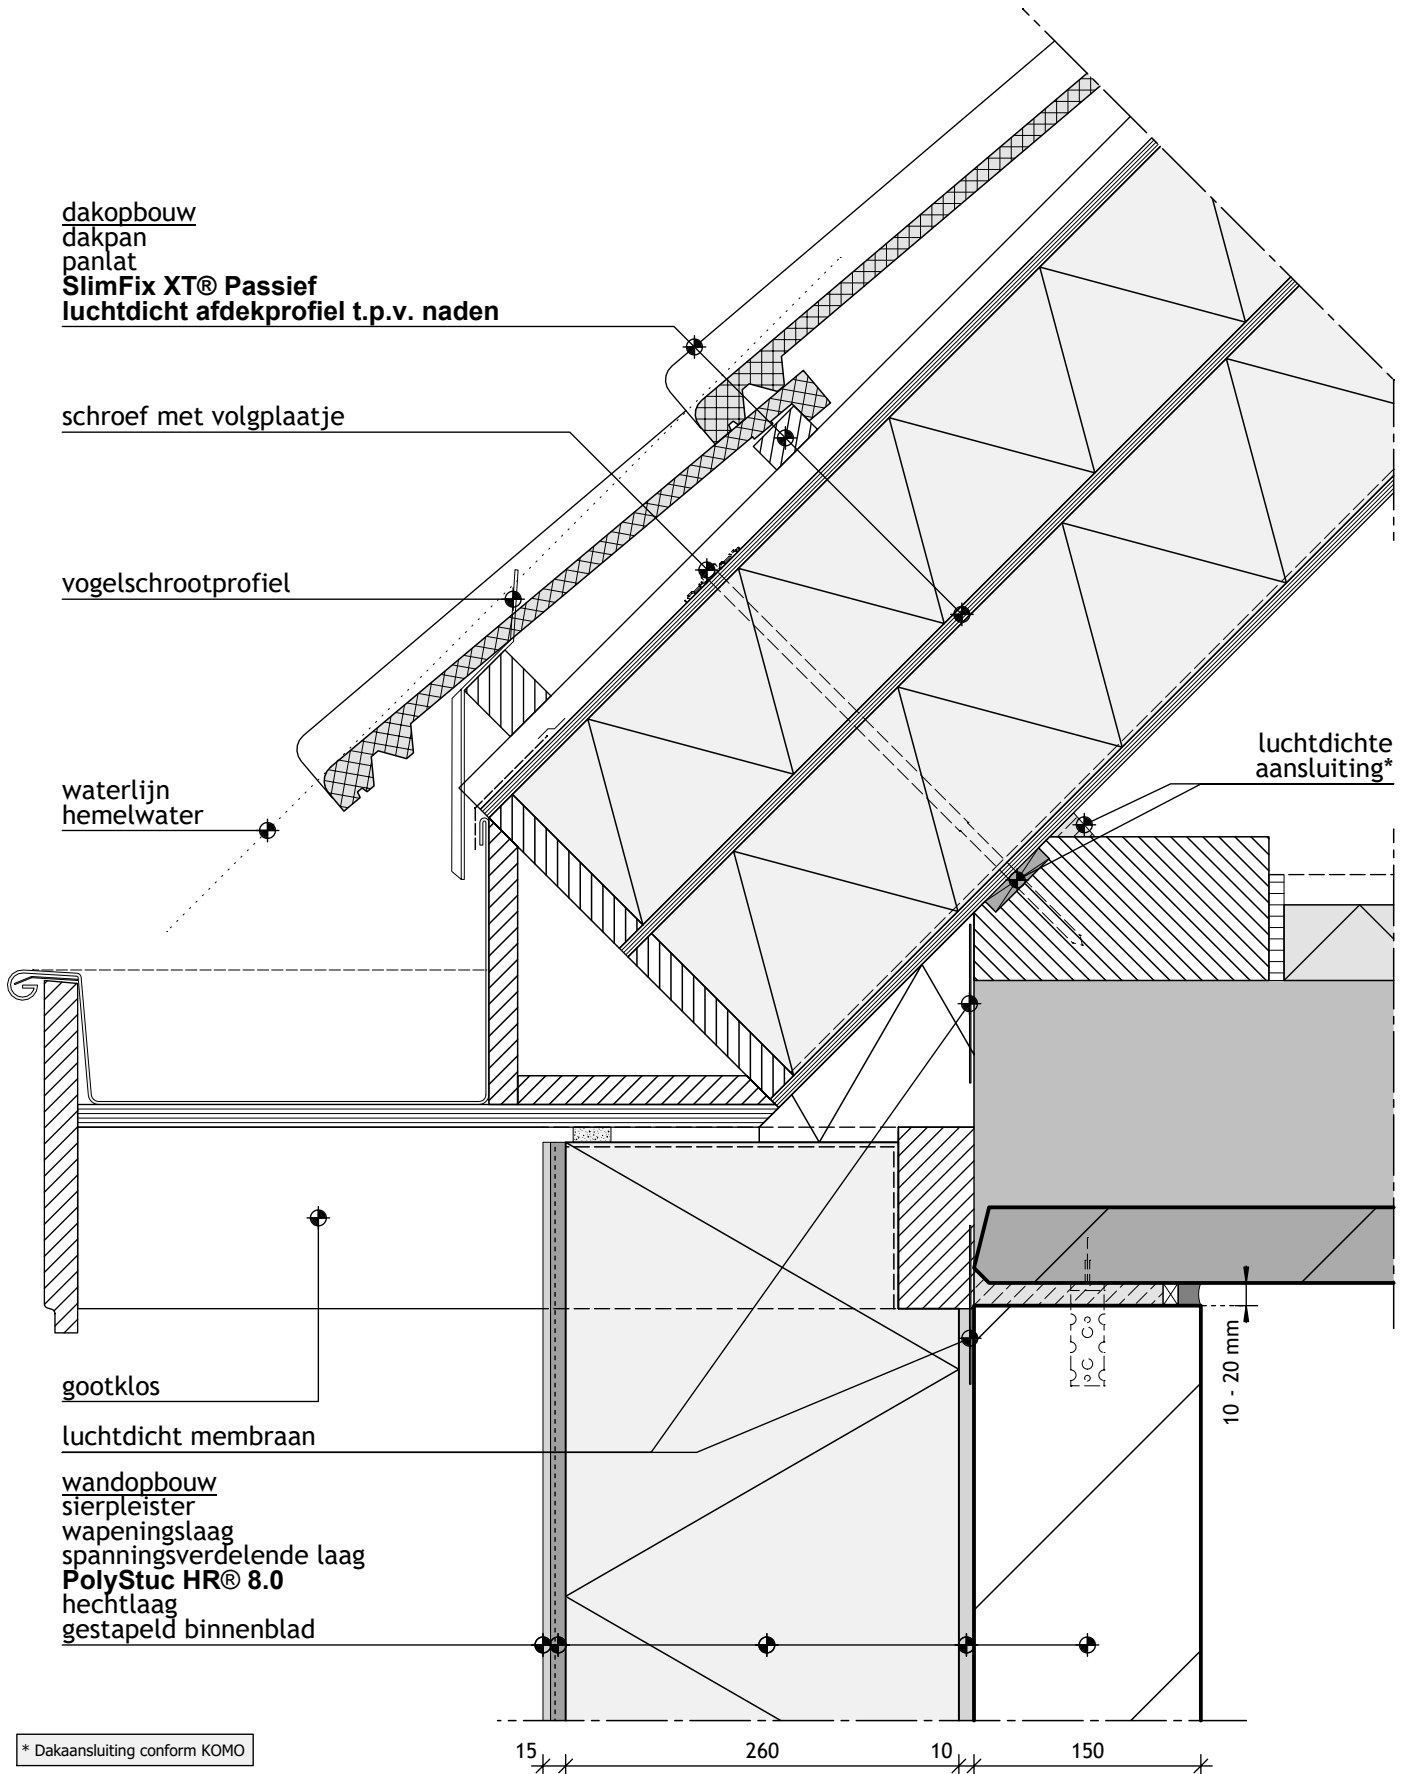 dakopbouw
dakpan
panlat
SlimFix XT® Passief
luchtdicht afdekprofiel t.p.v. naden
schroef met volgplaatje
vogelschrootprofiel
luchtdichte
aansluiting*
waterlijn
hemelwater
10 - 20 mm
gootklos
luchtdicht membraan
wandopbouw
sierpleister
wapeningslaag
spanningsverdelende laag
PolyStuc HR® 8.0
hechtlaag
gestapeld binnenblad
* Dakaansluiting conform KOMO
15 260 10 150